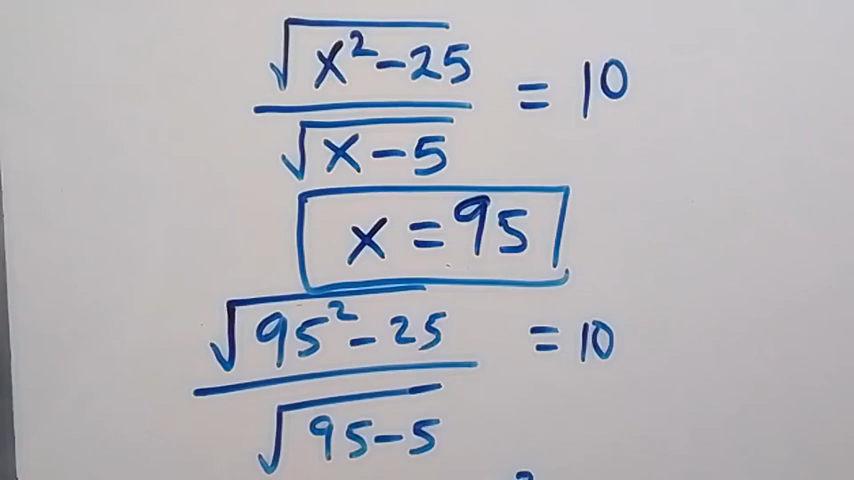 √(x² - 25) / √(x - 5) = 10
x = 95
√(95² - 25) / √(95 - 5) = 10